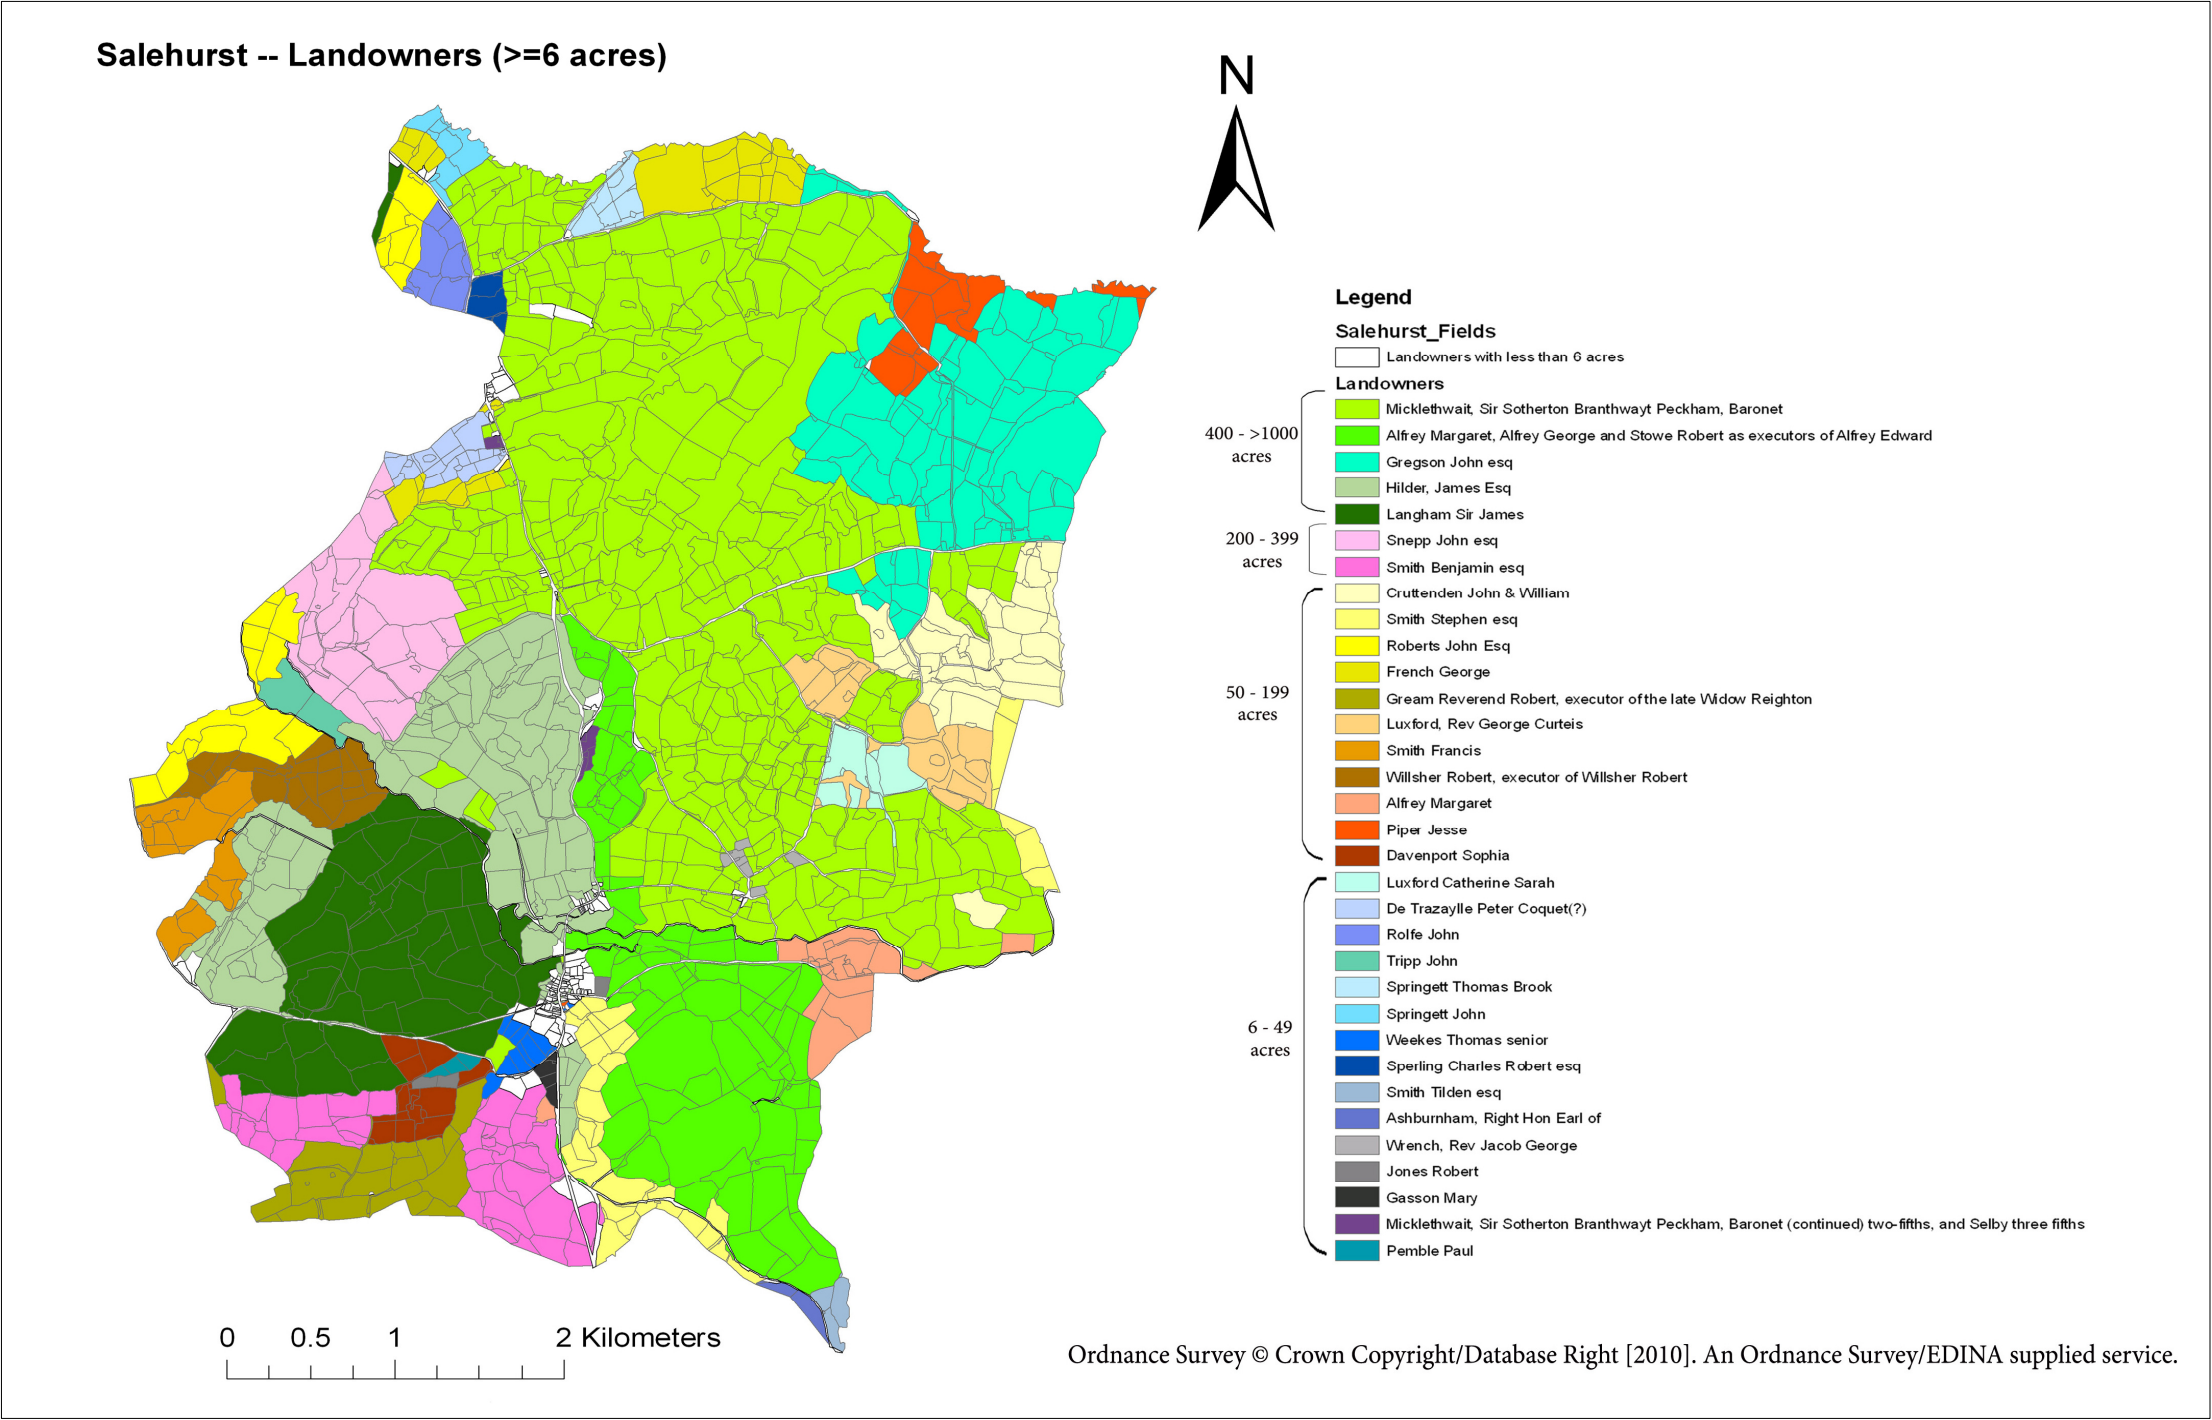 Salehurst -- Landowners (>=6 acres)
N
Legend
Salehurst_Fields
Landowners with less than 6 acres
Landowners
400 - >1000
acres
Micklethwait, Sir Sotherton Branthwayt Peckham, Baronet
Alfrey Margaret, Alfrey George and Stowe Robert as executors of Alfrey Edward
Gregson John esq
Hilder, James Esq
Langham Sir James
200 - 399
acres
Snepp John esq
Smith Benjamin esq
50 - 199
acres
Cruttenden John & William
Smith Stephen esq
Roberts John Esq
French George
Gream Reverend Robert, executor of the late Widow Reighton
Luxford, Rev George Curteis
Smith Francis
Willsher Robert, executor of Willsher Robert
Alfrey Margaret
Piper Jesse
Davenport Sophia
6 - 49
acres
Luxford Catherine Sarah
De Trazaylle Peter Coquet(?)
Rolfe John
Tripp John
Springett Thomas Brook
Springett John
Weekes Thomas senior
Sperling Charles Robert esq
Smith Tilden esq
Ashburnham, Right Hon Earl of
Wrench, Rev Jacob George
Jones Robert
Gasson Mary
Micklethwait, Sir Sotherton Branthwayt Peckham, Baronet (continued) two-fifths, and Selby three fifths
Pemble Paul
0 0.5 1 2 Kilometers
Ordnance Survey © Crown Copyright/Database Right [2010]. An Ordnance Survey/EDINA supplied service.